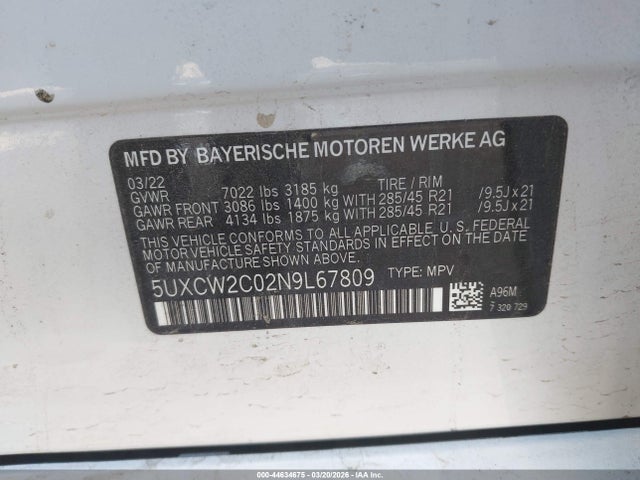 MFD BY BAYERISCHE MOTOREN WERKE AG
03/22
GVWR 7022 lbs 3185 kg TIRE / RIM
GAWR FRONT 3086 lbs 1400 kg WITH 285/45 R21 /9.5J x 21
GAWR REAR 4134 lbs 1875 kg WITH 285/45 R21 /9.5J x 21
THIS VEHICLE CONFORMS TO ALL APPLICABLE, U. S. FEDERAL
MOTOR VEHICLE SAFETY STANDARDS IN EFFECT ON THE DATE
OF MANUFACTURE SHOWN ABOVE.
5UXCW2C02N9L67809 TYPE: MPV
A96M
7 320 729
000-44634675 | 03/20/2026 | IAAI.COM